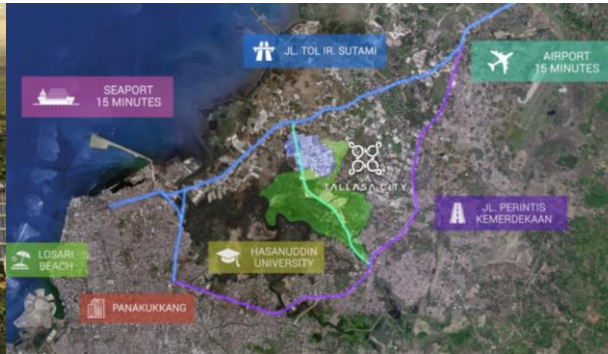 JL. TOL IR. SUTAMI
AIRPORT
15 MINUTES
SEAPORT
15 MINUTES
TALLASA CITY
JL. PERINTIS
KEMERDEKAAN
LOSARI
BEACH
HASANUDDIN
UNIVERSITY
PANAKUKKANG